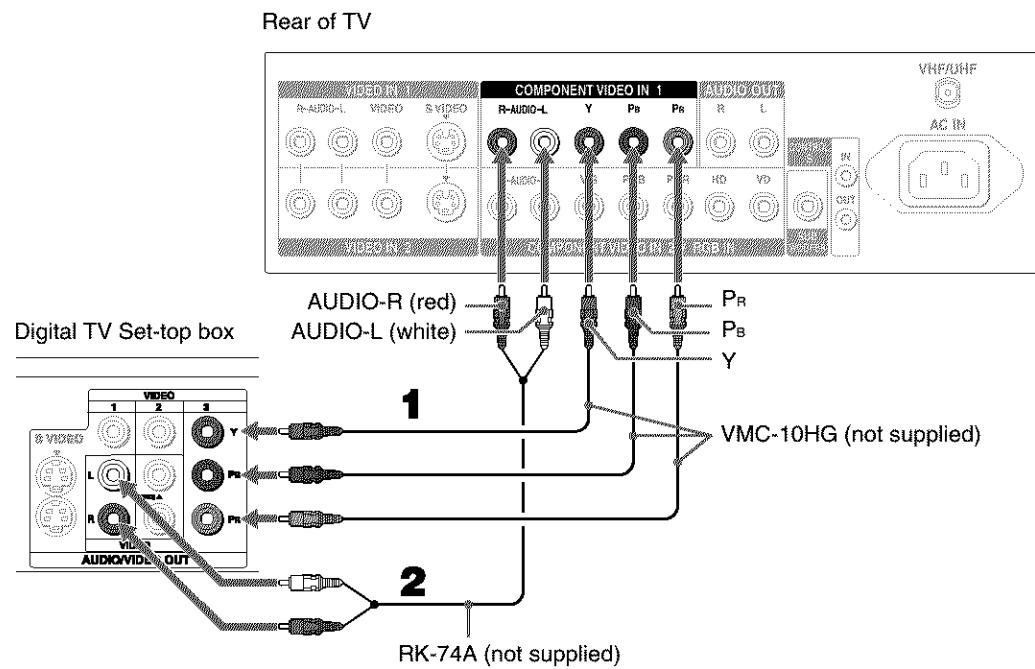 Rear of TV
VHF/UHF
VIDEO IN 1
COMPONENT VIDEO IN 1
AUDIO OUT
R-AUDIO-L VIDEO S VIDEO
R-AUDIO-L Y PB PR
R L
AC IN
IN
OUT
HD VD
AUDIO-R (red)
AUDIO-L (white)
PR
PB
Y
Digital TV Set-top box
VIDEO
1 2 3
S VIDEO
Y
L
PB
R
PR
AUDIO/VIDEO OUT
1
VMC-10HG (not supplied)
2
RK-74A (not supplied)